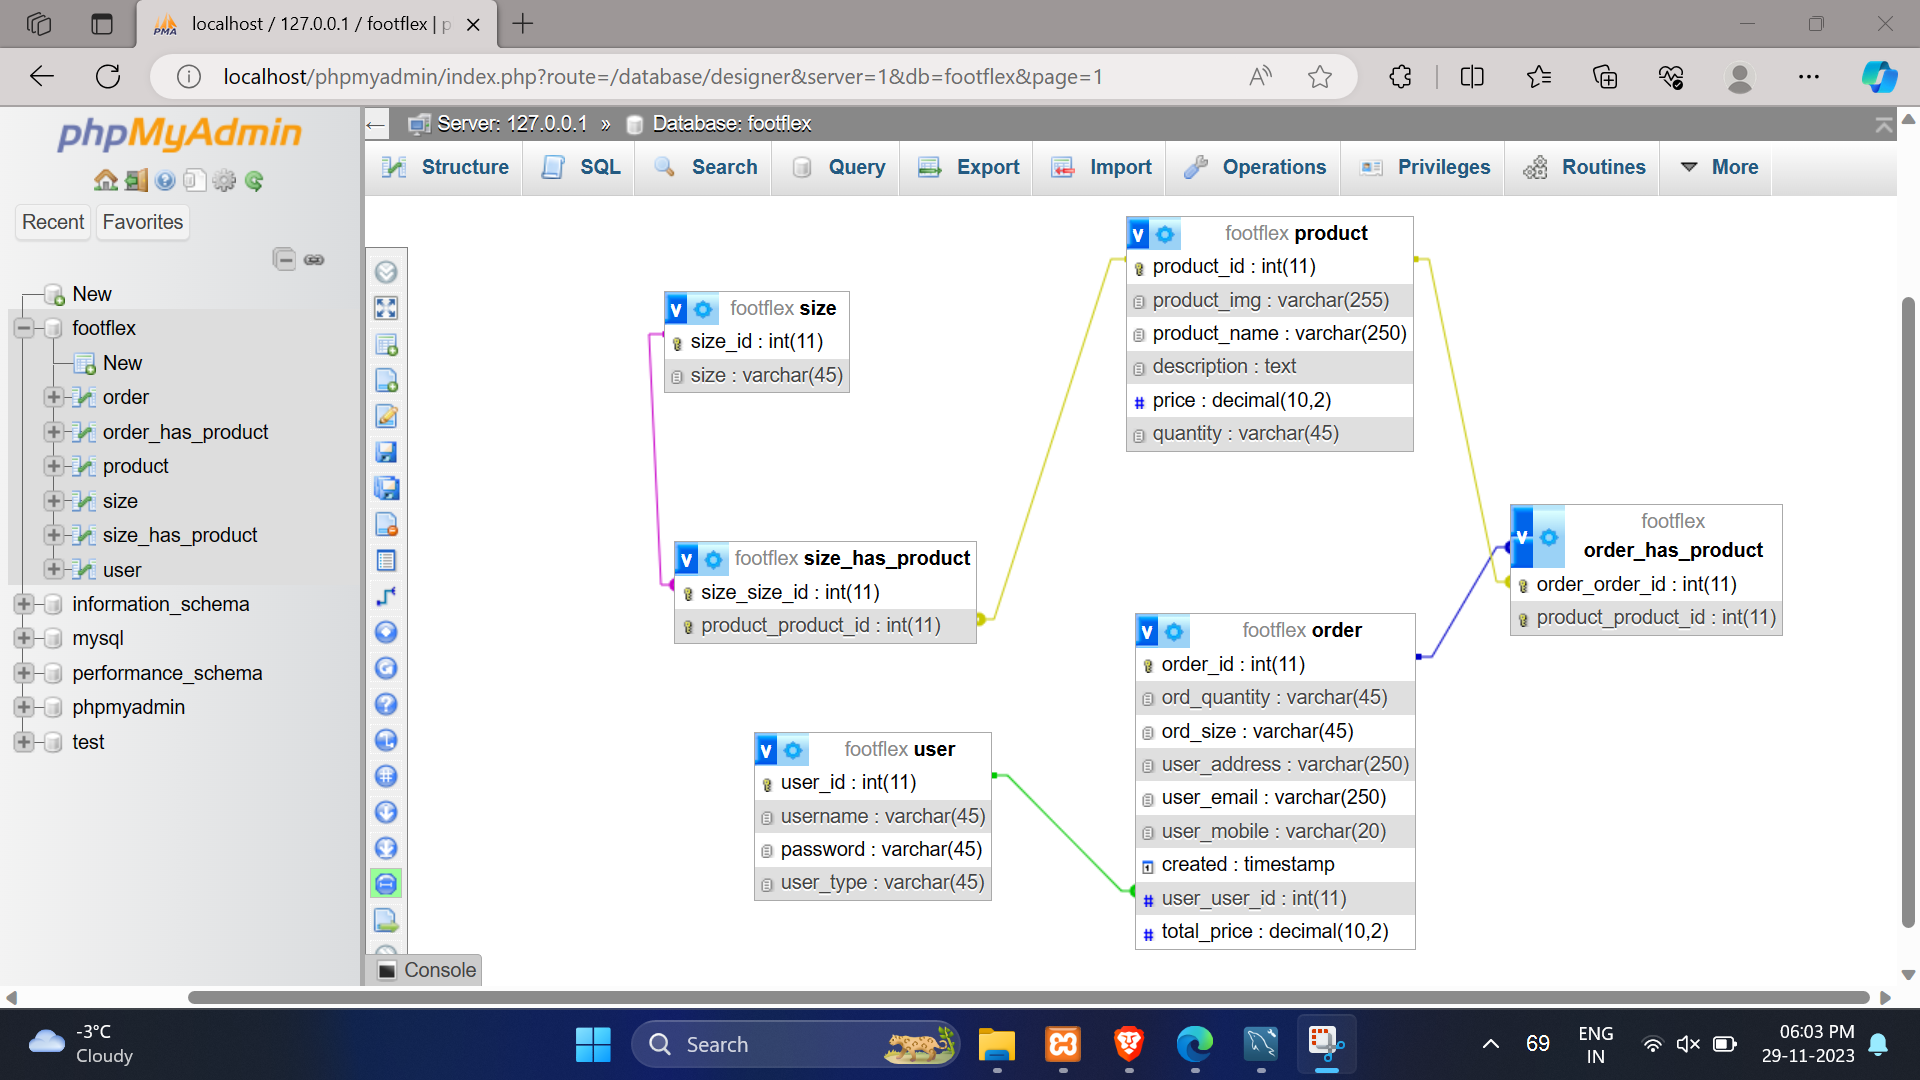 localhost / 127.0.0.1 / footflex | p
localhost/phpmyadmin/index.php?route=/database/designer&server=1&db=footflex&page=1
phpMyAdmin
Recent
Favorites
New
footflex
New
order
order_has_product
product
size
size_has_product
user
information_schema
mysql
performance_schema
phpmyadmin
test
Server: 127.0.0.1 » Database: footflex
Structure
SQL
Search
Query
Export
Import
Operations
Privileges
Routines
More
V footflex size
size_id : int(11)
size : varchar(45)
V footflex product
product_id : int(11)
product_img : varchar(255)
product_name : varchar(250)
description : text
# price : decimal(10,2)
quantity : varchar(45)
V footflex size_has_product
size_size_id : int(11)
product_product_id : int(11)
V footflex
order_has_product
order_order_id : int(11)
product_product_id : int(11)
V footflex order
order_id : int(11)
ord_quantity : varchar(45)
ord_size : varchar(45)
user_address : varchar(250)
user_email : varchar(250)
user_mobile : varchar(20)
created : timestamp
# user_user_id : int(11)
# total_price : decimal(10,2)
V footflex user
user_id : int(11)
username : varchar(45)
password : varchar(45)
user_type : varchar(45)
Console
-3°C
Cloudy
Search
69
ENG
IN
06:03 PM
29-11-2023